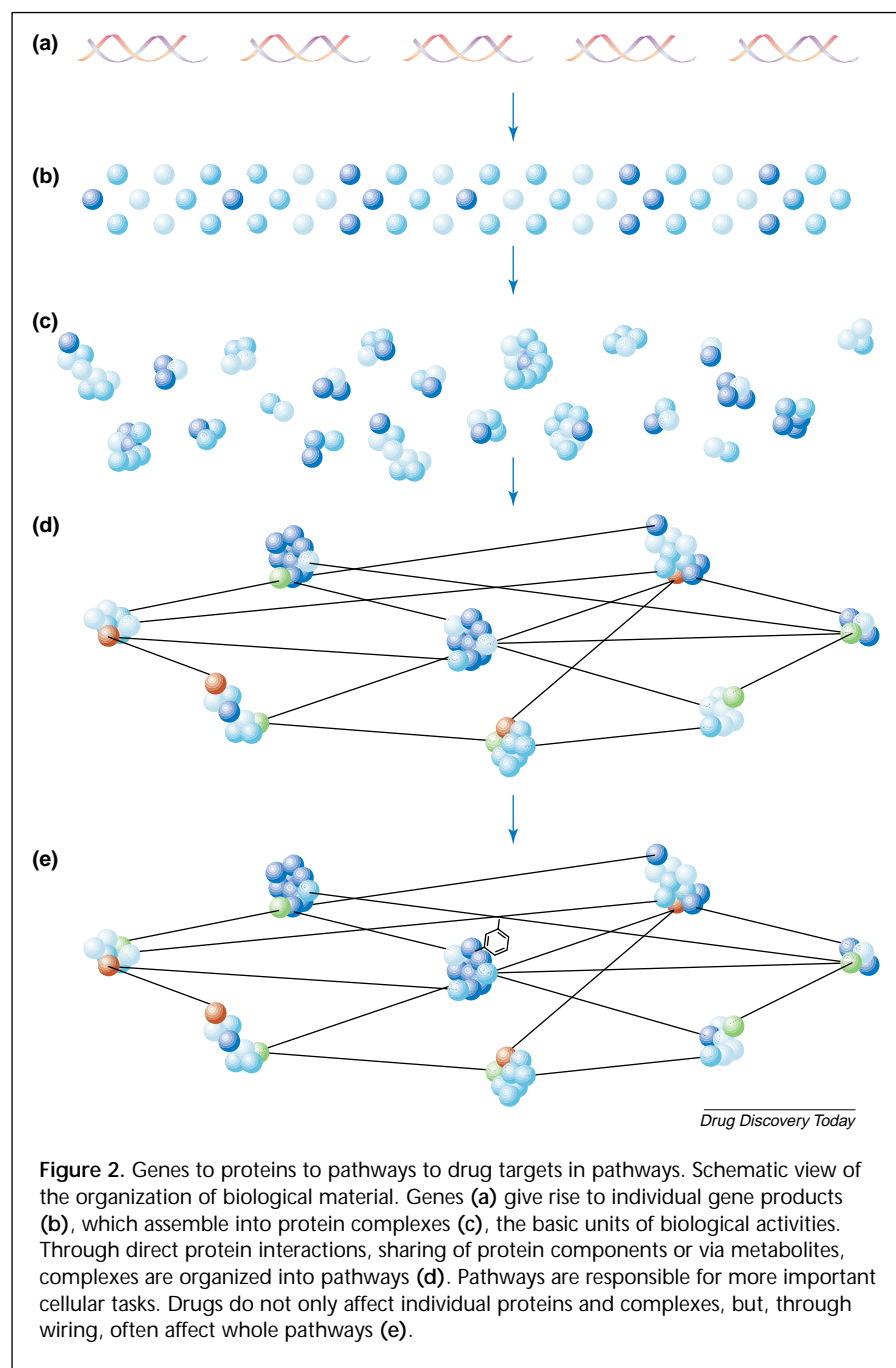 (a)
(b)
(c)
(d)
(e)
Drug Discovery Today
Figure 2. Genes to proteins to pathways to drug targets in pathways. Schematic view of
the organization of biological material. Genes (a) give rise to individual gene products
(b), which assemble into protein complexes (c), the basic units of biological activities.
Through direct protein interactions, sharing of protein components or via metabolites,
complexes are organized into pathways (d). Pathways are responsible for more important
cellular tasks. Drugs do not only affect individual proteins and complexes, but, through
wiring, often affect whole pathways (e).